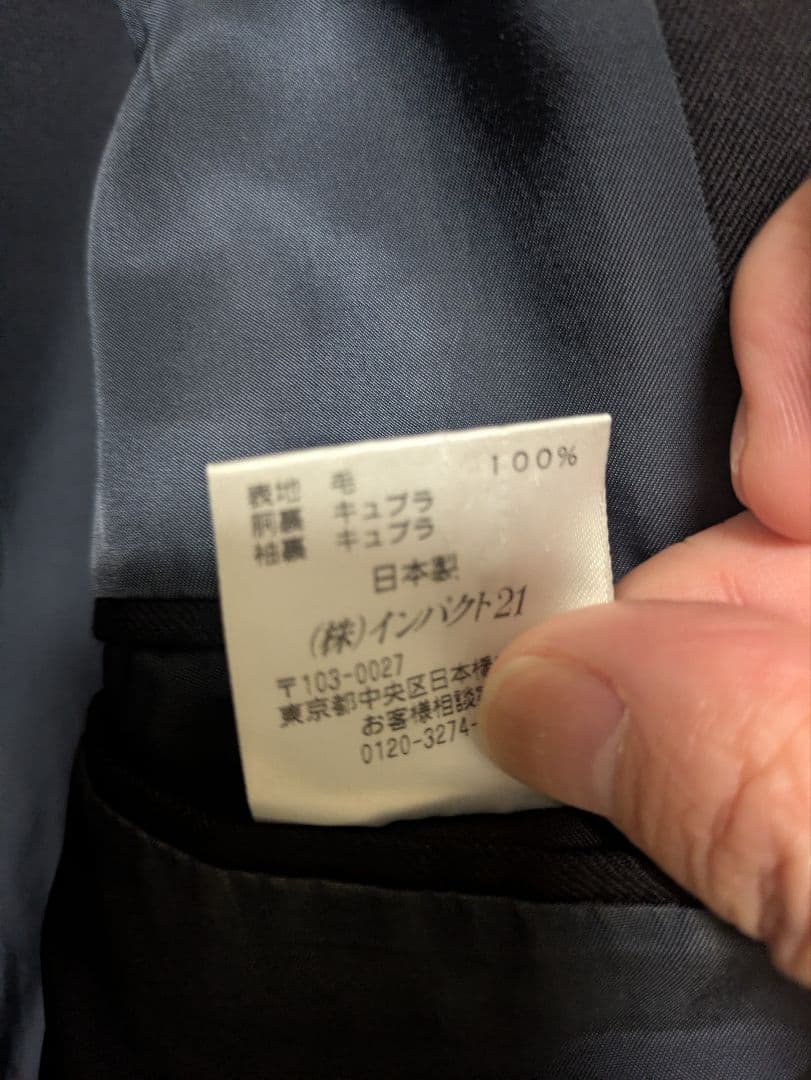 表地 毛 100%
胴裏 キュプラ
袖裏 キュプラ
日本製
(株)インパクト21
〒103-0027
東京都中央区日本橋
お客様相談
0120-3274-